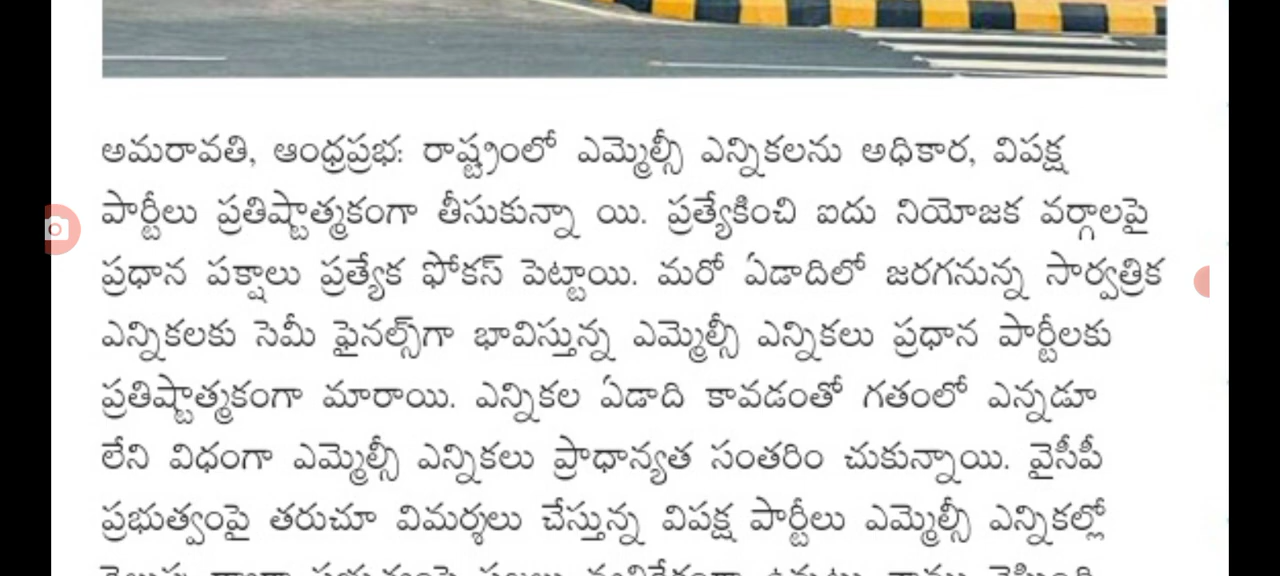 అమరావతి, ఆంధ్రప్రభ: రాష్ట్రంలో ఎమ్మెల్సీ ఎన్నికలను అధికార, విపక్ష
పార్టీలు ప్రతిష్టాత్మకంగా తీసుకున్నా యి. ప్రత్యేకించి ఐదు నియోజక వర్గాలపై
ప్రధాన పక్షాలు ప్రత్యేక ఫోకస్ పెట్టాయి. మరో ఏడాదిలో జరగనున్న సార్వత్రిక
ఎన్నికలకు సెమీ ఫైనల్స్‌గా భావిస్తున్న ఎమ్మెల్సీ ఎన్నికలు ప్రధాన పార్టీలకు
ప్రతిష్టాత్మకంగా మారాయి. ఎన్నికల ఏడాది కావడంతో గతంలో ఎన్నడూ
లేని విధంగా ఎమ్మెల్సీ ఎన్నికలు ప్రాధాన్యత సంతరిం చుకున్నాయి. వైసీపీ
ప్రభుత్వంపై తరుచూ విమర్శలు చేస్తున్న విపక్ష పార్టీలు ఎమ్మెల్సీ ఎన్నికల్లో